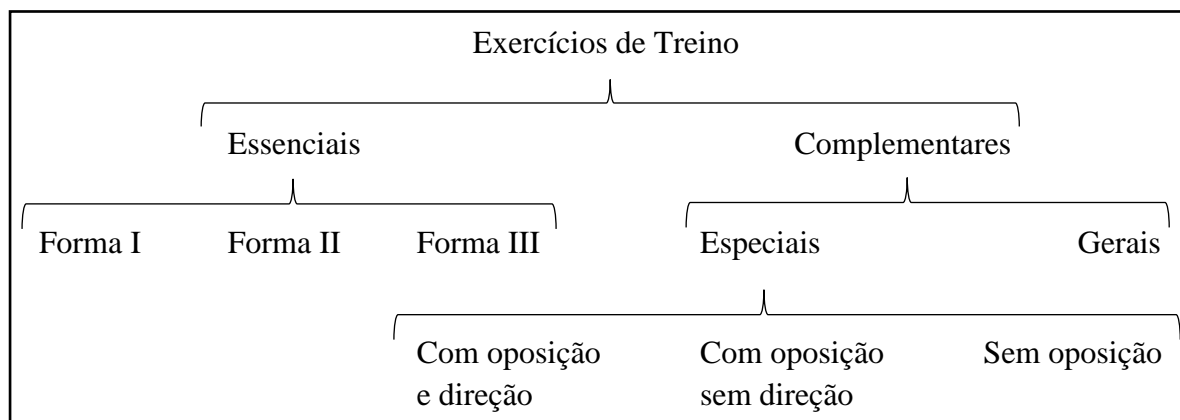 Exercícios de Treino
Essenciais Complementares
Forma I Forma II Forma III Especiais Gerais
Com oposição Com oposição Sem oposição
e direção sem direção